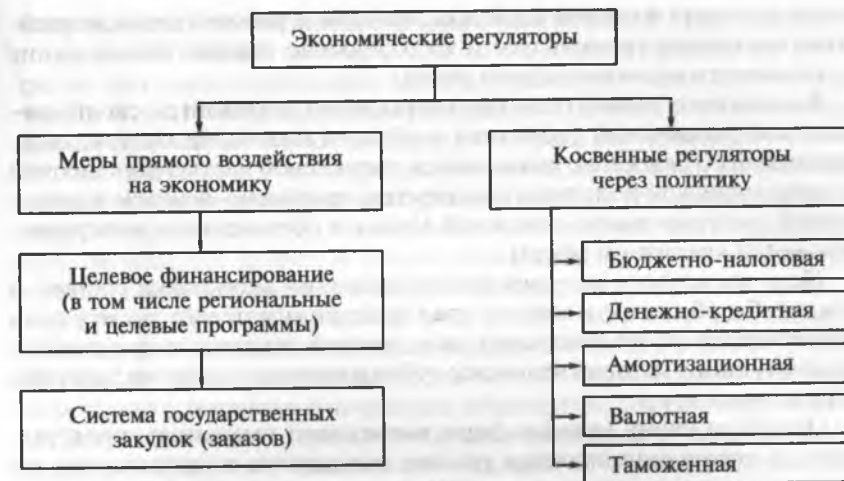 Экономические регуляторы
Меры прямого воздействия
на экономику
Косвенные регуляторы
через политику
Целевое финансирование
(в том числе региональные
и целевые программы)
Система государственных
закупок (заказов)
Бюджетно-налоговая
Денежно-кредитная
Амортизационная
Валютная
Таможенная